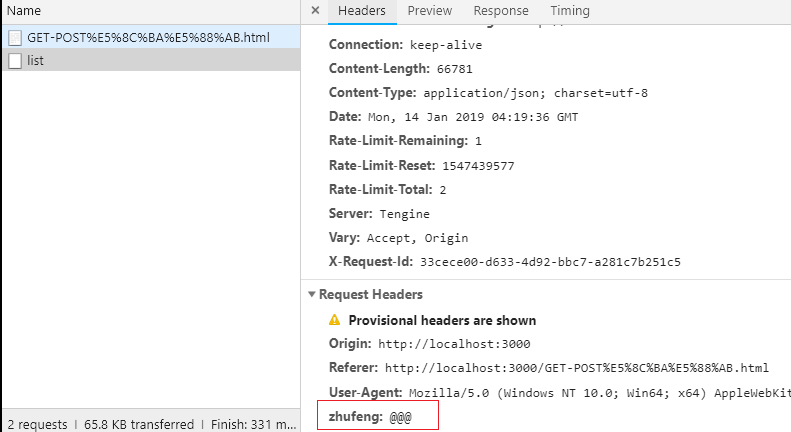 Name
GET-POST%E5%8C%BA%E5%88%AB.html
list
× Headers Preview Response Timing
Connection: keep-alive
Content-Length: 66781
Content-Type: application/json; charset=utf-8
Date: Mon, 14 Jan 2019 04:19:36 GMT
Rate-Limit-Remaining: 1
Rate-Limit-Reset: 1547439577
Rate-Limit-Total: 2
Server: Tengine
Vary: Accept, Origin
X-Request-Id: 33cece00-d633-4d92-bbc7-a281c7b251c5
▼ Request Headers
Provisional headers are shown
Origin: http://localhost:3000
Referer: http://localhost:3000/GET-POST%E5%8C%BA%E5%88%AB.html
User-Agent: Mozilla/5.0 (Windows NT 10.0; Win64; x64) AppleWebKit
zhufeng: @@@
2 requests | 65.8 KB transferred | Finish: 331 m...